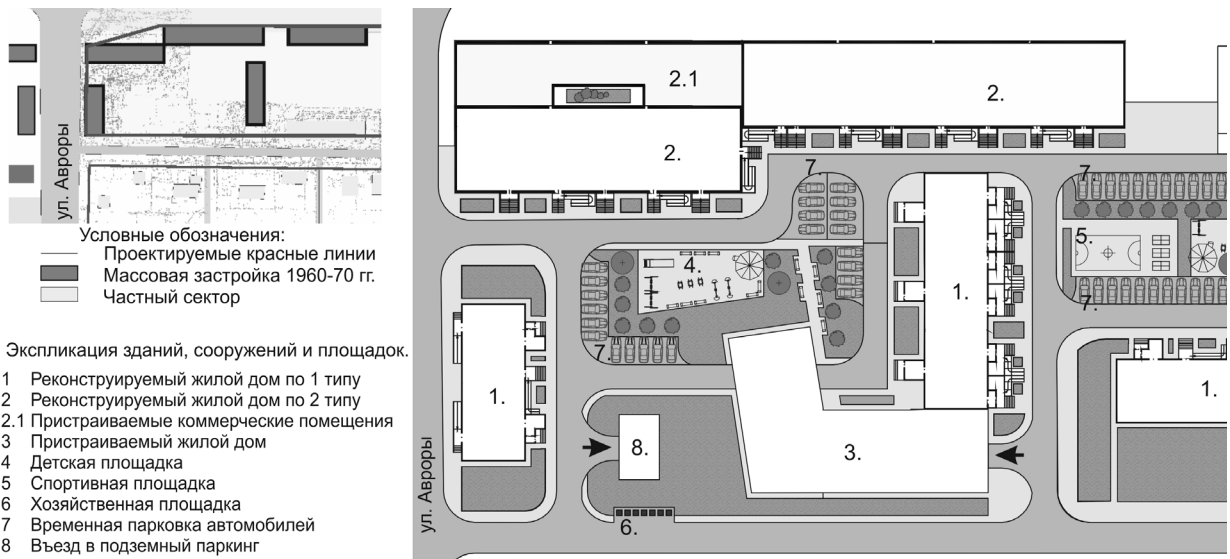 ул. Авроры
Условные обозначения:
Проектируемые красные линии
Массовая застройка 1960-70 гг.
Частный сектор
Экспликация зданий, сооружений и площадок.
1 Реконструируемый жилой дом по 1 типу
2 Реконструируемый жилой дом по 2 типу
2.1 Пристраиваемые коммерческие помещения
3 Пристраиваемый жилой дом
4 Детская площадка
5 Спортивная площадка
6 Хозяйственная площадка
7 Временная парковка автомобилей
8 Въезд в подземный паркинг
2.1
2.
2.
7.
7.
5.
4.
1.
7.
7.
1.
1.
8.
3.
ул. Авроры
6.